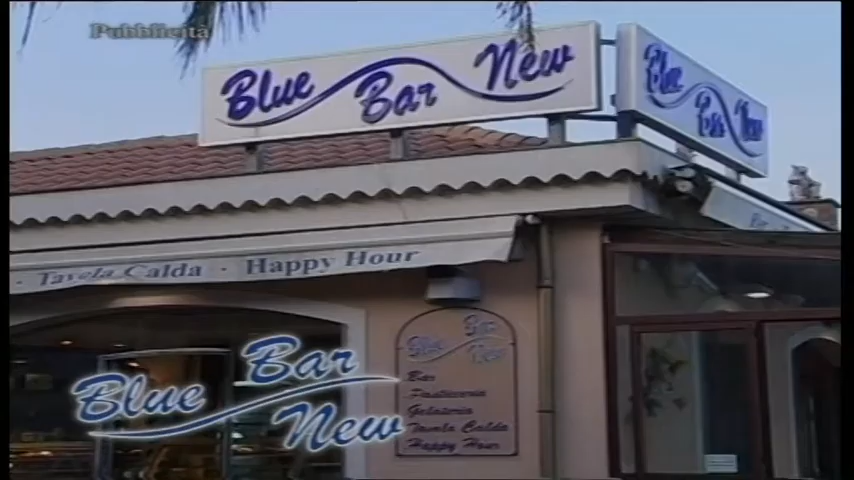 Pubblicità
Blue Bar New
Blue Bar New
Tavola Calda · Happy Hour
Blue Bar New
Bar
Pasticceria
Gelateria
Tavola Calda
Happy Hour
Blue Bar New